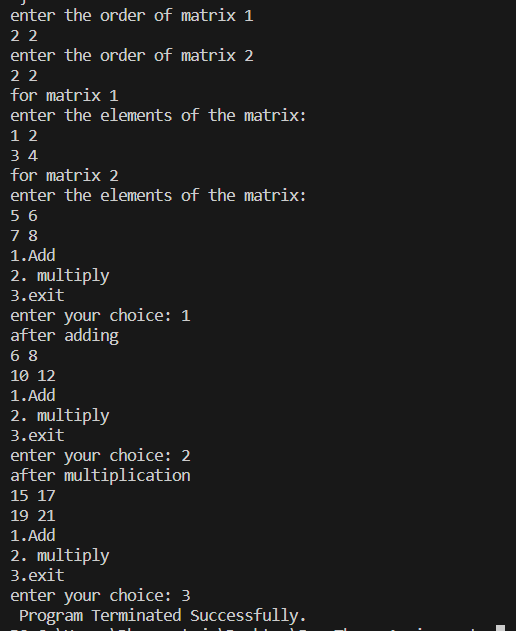 enter the order of matrix 1
2 2
enter the order of matrix 2
2 2
for matrix 1
enter the elements of the matrix:
1 2
3 4
for matrix 2
enter the elements of the matrix:
5 6
7 8
1.Add
2. multiply
3.exit
enter your choice: 1
after adding
6 8
10 12
1.Add
2. multiply
3.exit
enter your choice: 2
after multiplication
15 17
19 21
1.Add
2. multiply
3.exit
enter your choice: 3
 Program Terminated Successfully.